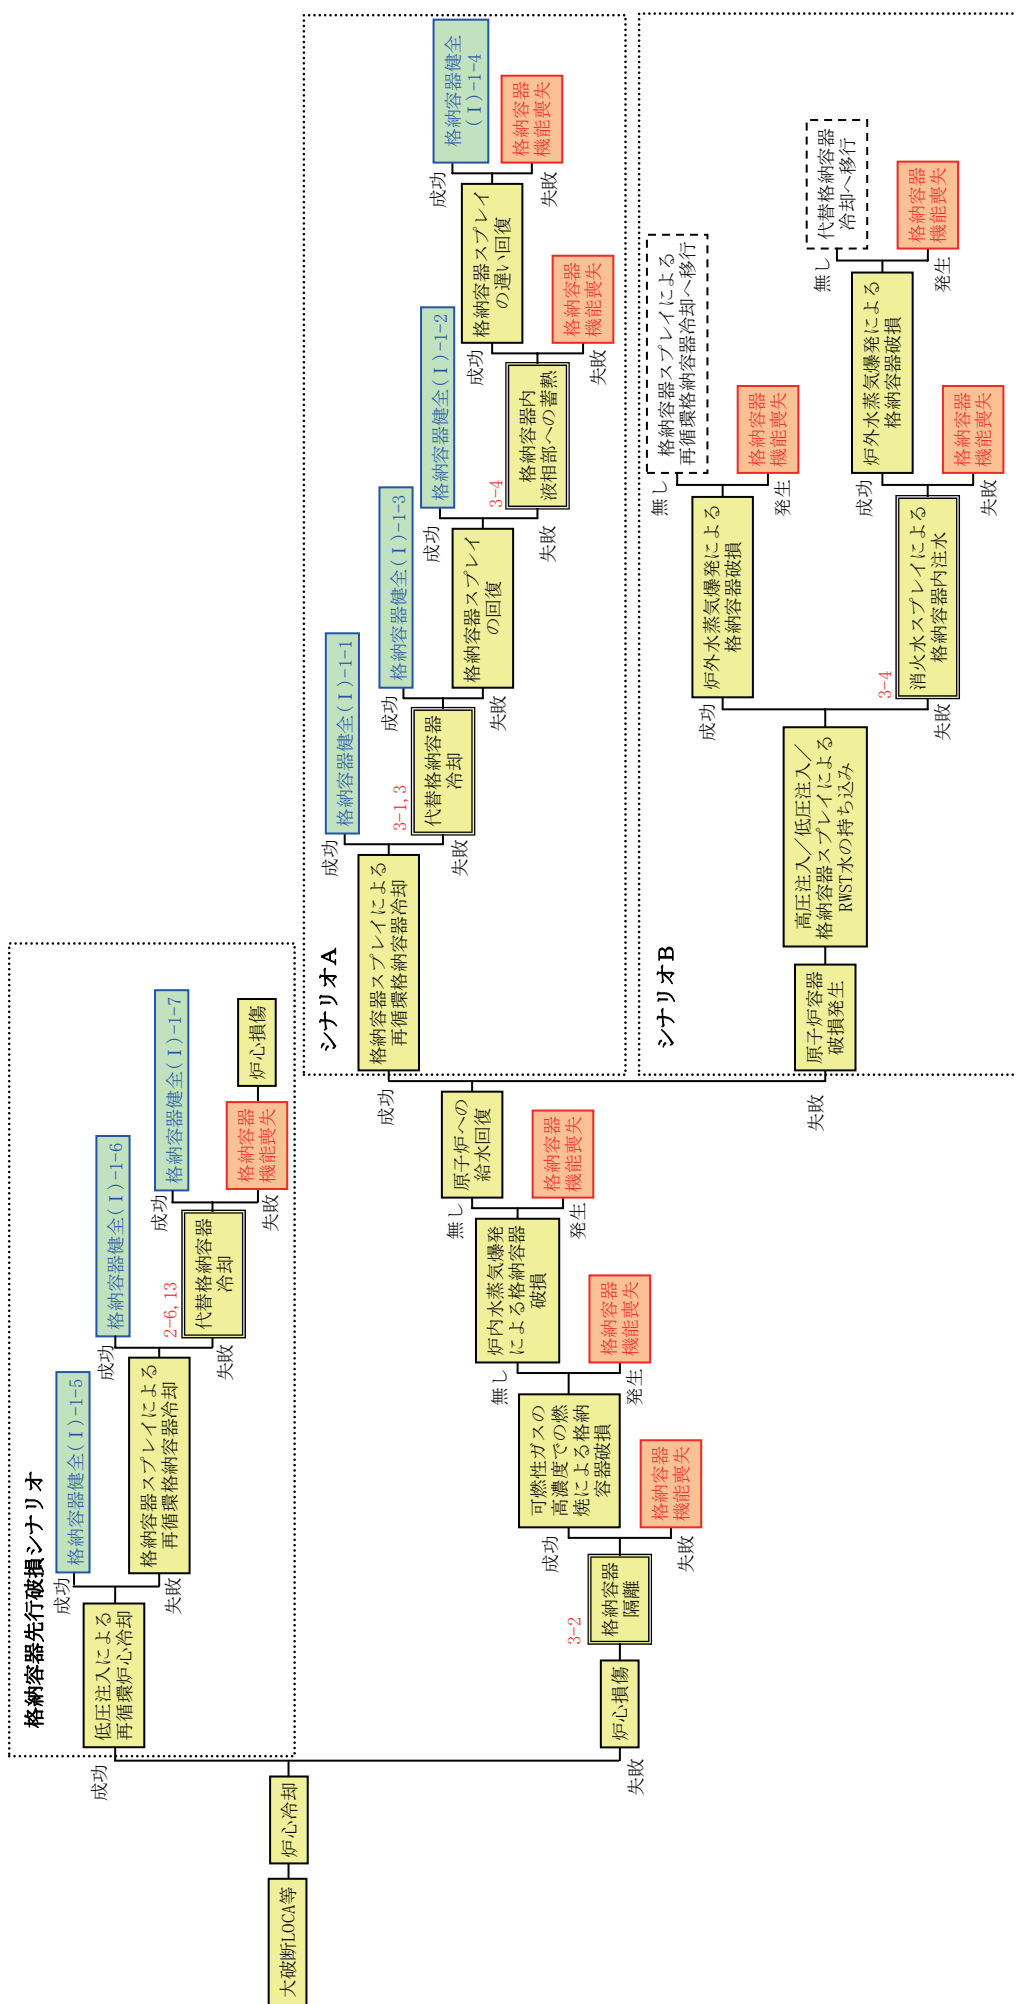 大破断LOCA等
炉心冷却
成功
失敗
格納容器先行破損シナリオ
低圧注入による
再循環炉心冷却
成功
格納容器健全(Ⅰ)-1-5
失敗
格納容器スプレイによる
再循環格納容器冷却
成功
格納容器健全(Ⅰ)-1-6
失敗
2-6,13
代替格納容器
冷却
成功
格納容器健全(Ⅰ)-1-7
失敗
格納容器
機能喪失
炉心損傷
炉心損傷
3-2
格納容器
隔離
成功
失敗
格納容器
機能喪失
可燃性ガスの
高濃度での燃
焼による格納
容器破損
無し
発生
格納容器
機能喪失
炉内水蒸気爆発
による格納容器
破損
無し
発生
格納容器
機能喪失
原子炉への
給水回復
成功
失敗
シナリオA
格納容器スプレイによる
再循環格納容器冷却
成功
格納容器健全(Ⅰ)-1-1
失敗
3-1,3
代替格納容器
冷却
成功
格納容器健全(Ⅰ)-1-3
失敗
格納容器スプレイ
の回復
成功
格納容器健全(Ⅰ)-1-2
失敗
3-4
格納容器内
液相部への蓄熱
成功
失敗
格納容器
機能喪失
格納容器スプレイ
の遅い回復
成功
格納容器健全
(Ⅰ)-1-4
失敗
格納容器
機能喪失
シナリオB
原子炉容器
破損発生
高圧注入/低圧注入/
格納容器スプレイによる
RWST水の持ち込み
成功
炉外水蒸気爆発による
格納容器破損
無し
格納容器スプレイによる
再循環格納容器冷却へ移行
発生
格納容器
機能喪失
失敗
3-4
消火水スプレイによる
格納容器内注水
成功
失敗
格納容器
機能喪失
炉外水蒸気爆発による
格納容器破損
無し
代替格納容器
冷却へ移行
発生
格納容器
機能喪失